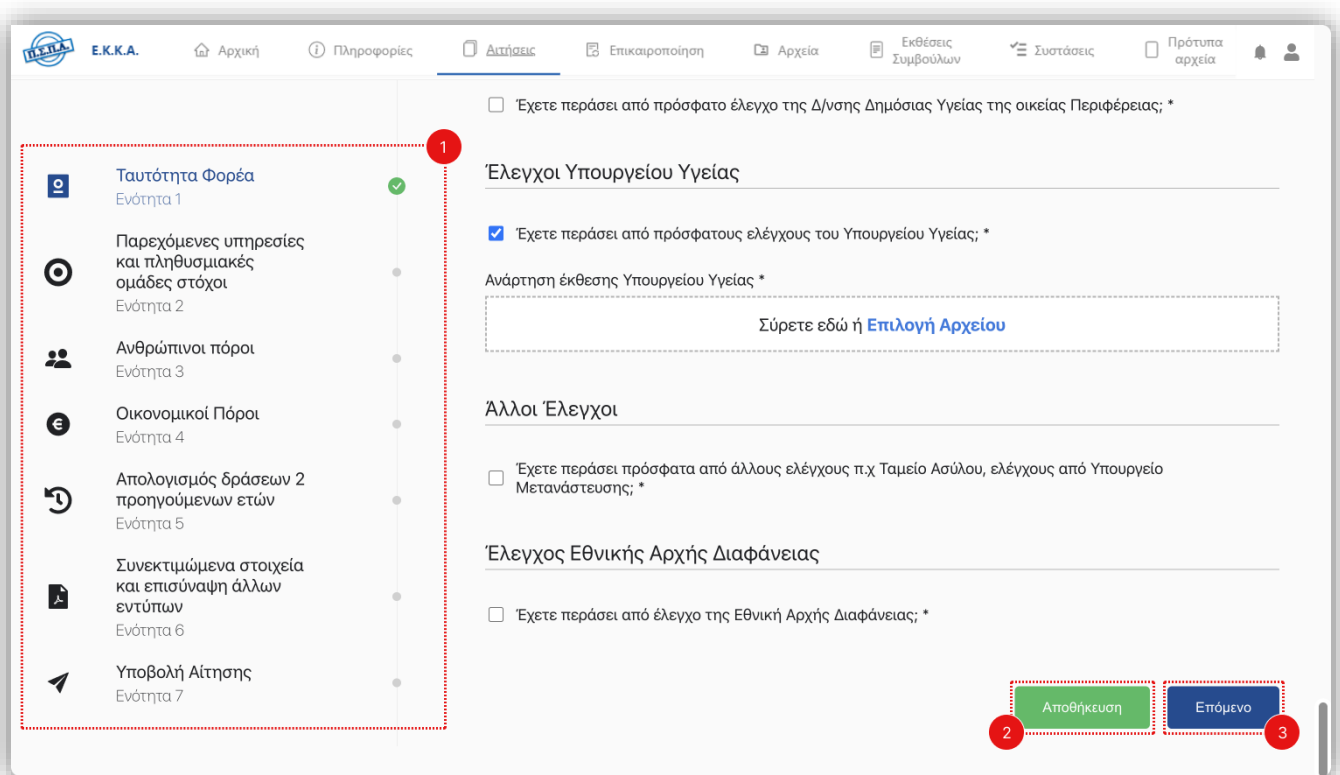 Π.Ε.Π.Α.
Ε.Κ.Κ.Α.
Αρχική
Πληροφορίες
Αιτήσεις
Επικαιροποίηση
Αρχεία
Εκθέσεις
Συμβούλων
Συστάσεις
Πρότυπα
αρχεία
Έχετε περάσει από πρόσφατο έλεγχο της Δ/νσης Δημόσιας Υγείας της οικείας Περιφέρειας; *
1
Ταυτότητα Φορέα
Ενότητα 1
Παρεχόμενες υπηρεσίες
και πληθυσμιακές
ομάδες στόχοι
Ενότητα 2
Ανθρώπινοι πόροι
Ενότητα 3
Οικονομικοί Πόροι
Ενότητα 4
Απολογισμός δράσεων 2
προηγούμενων ετών
Ενότητα 5
Συνεκτιμώμενα στοιχεία
και επισύναψη άλλων
εντύπων
Ενότητα 6
Υποβολή Αίτησης
Ενότητα 7
Έλεγχοι Υπουργείου Υγείας
Έχετε περάσει από πρόσφατους ελέγχους του Υπουργείου Υγείας; *
Ανάρτηση έκθεσης Υπουργείου Υγείας *
Σύρετε εδώ ή Επιλογή Αρχείου
Άλλοι Έλεγχοι
Έχετε περάσει πρόσφατα από άλλους ελέγχους π.χ Ταμείο Ασύλου, ελέγχους από Υπουργείο
Μετανάστευσης; *
Έλεγχος Εθνικής Αρχής Διαφάνειας
Έχετε περάσει από έλεγχο της Εθνική Αρχής Διαφάνειας; *
Αποθήκευση
2
Επόμενο
3